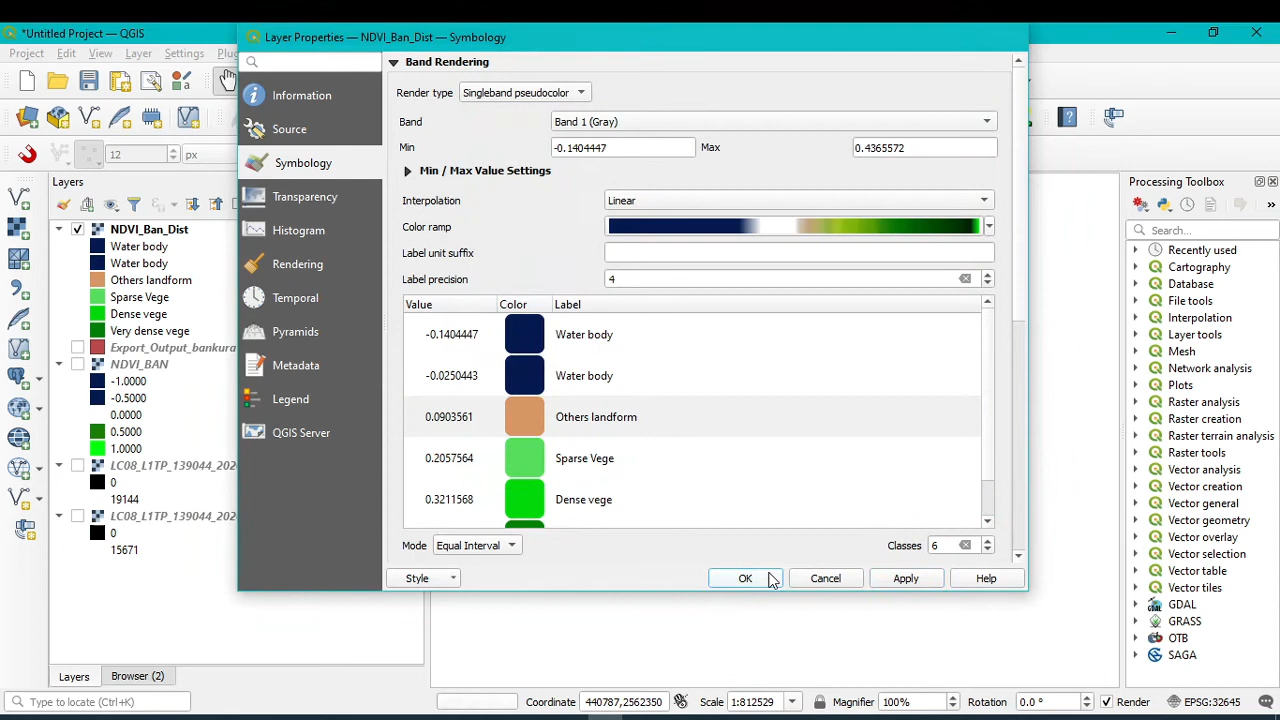 *Untitled Project — QGIS
Project Edit View Layer Settings
12 px
Layers
NDVI_Ban_Dist
Water body
Water body
Others landform
Sparse Vege
Dense vege
Very dense vege
Export_Output_bankura
NDVI_BAN
-1.0000
-0.5000
0.0000
0.5000
1.0000
LC08_L1TP_139044_20
0
19144
LC08_L1TP_139044_20
0
15671
Layers Browser (2)
Layer Properties — NDVI_Ban_Dist — Symbology
Information
Source
Symbology
Transparency
Histogram
Rendering
Temporal
Pyramids
Metadata
Legend
QGIS Server
Band Rendering
Render type Singleband pseudocolor
Band Band 1 (Gray)
Min -0.1404447 Max 0.4365572
Min / Max Value Settings
Interpolation Linear
Color ramp
Label unit suffix
Label precision 4
Value Color Label
-0.1404447 Water body
-0.0250443 Water body
0.0903561 Others landform
0.2057564 Sparse Vege
0.3211568 Dense vege
Mode Equal Interval Classes 6
Style OK Cancel Apply Help
Processing Toolbox
»
Search...
Recently used
Cartography
Database
File tools
Interpolation
Layer tools
Mesh
Network analysis
Plots
Raster analysis
Raster creation
Raster terrain analysis
Raster tools
Vector analysis
Vector creation
Vector general
Vector geometry
Vector overlay
Vector selection
Vector table
Vector tiles
GDAL
GRASS
OTB
SAGA
Type to locate (Ctrl+K) Coordinate 440787,2562350 Scale 1:812529 Magnifier 100% Rotation 0.0 ° Render EPSG:32645